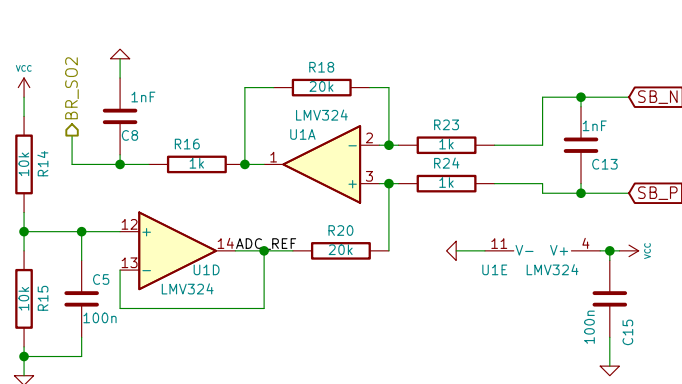 VCC
BR_SO2
1nF
C8
R18
20k
LMV324
U1A
R16
1k
1
2
3
−
+
R23
1k
R24
1k
1nF
C13
SB_N
SB_P
10k
R14
12
13
+
−
14
ADC_REF
U1D
LMV324
R20
20k
10k
R15
C5
100n
11
V−
V+
4
VCC
U1E
LMV324
100n
C15